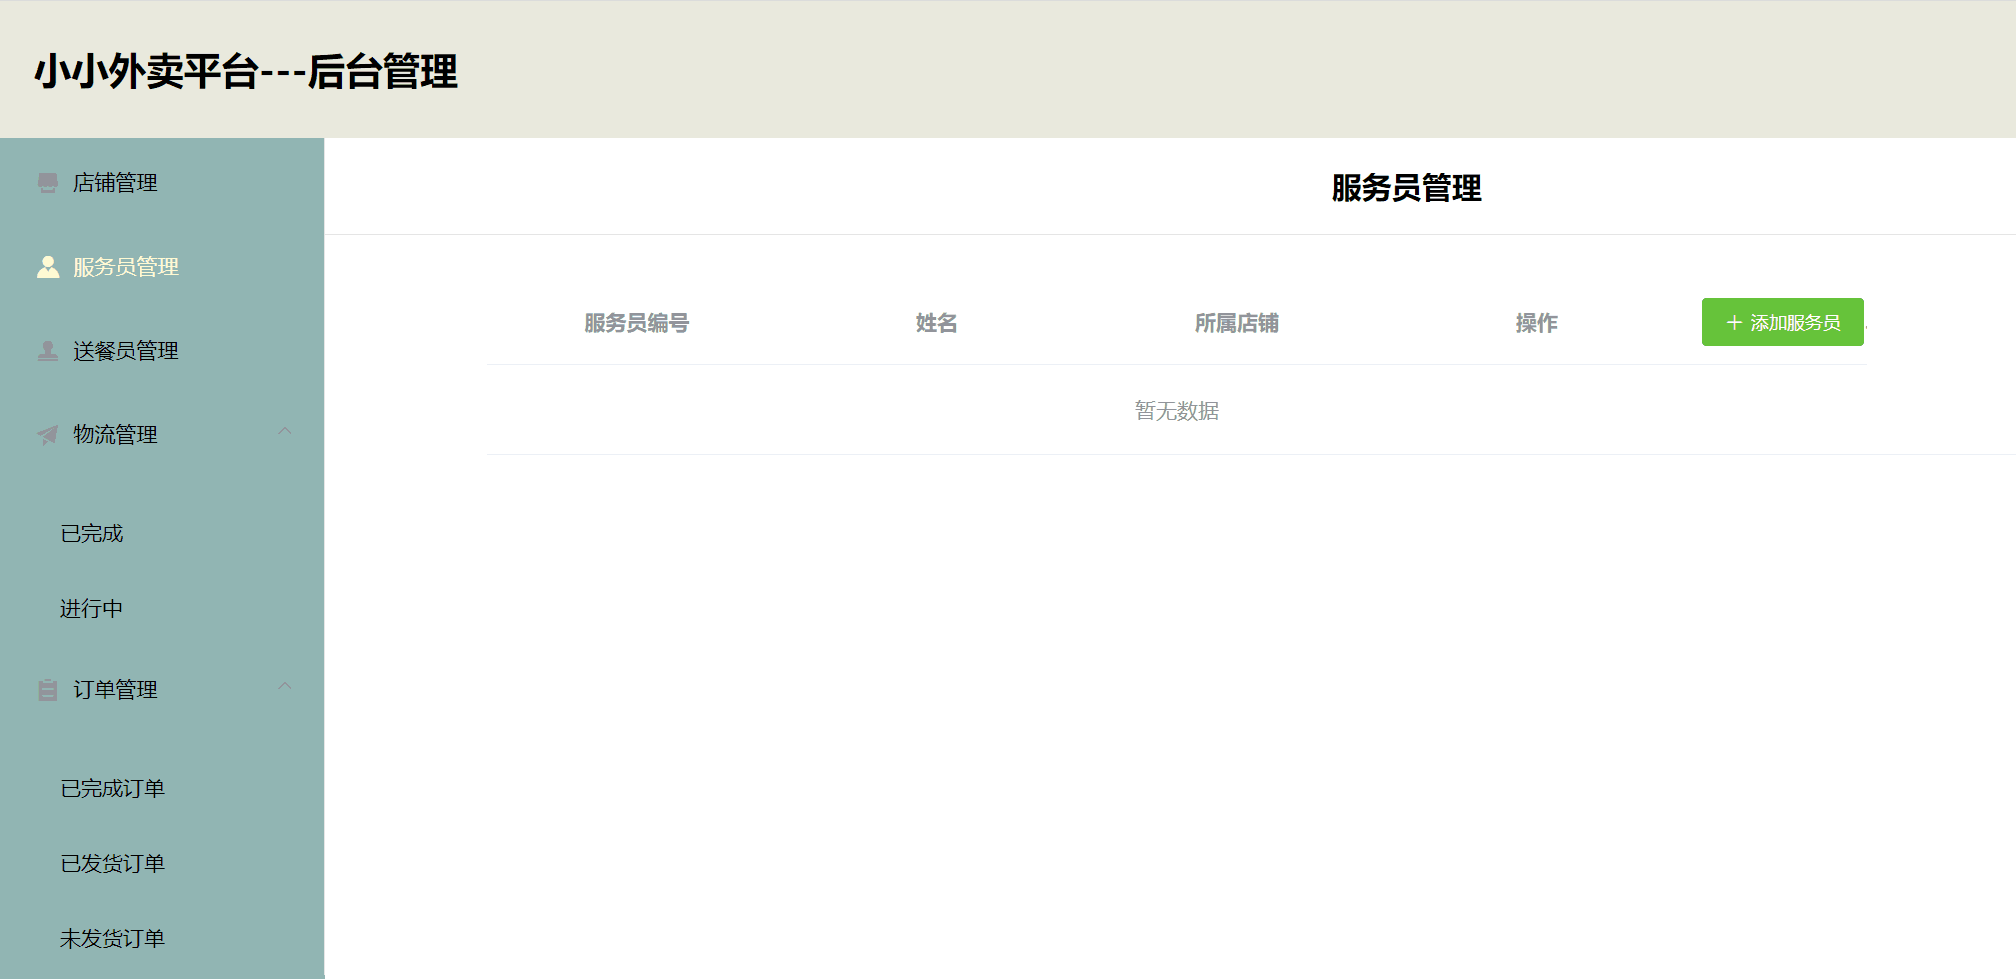 小小外卖平台---后台管理
店铺管理
服务员管理
送餐员管理
物流管理
已完成
进行中
订单管理
已完成订单
已发货订单
未发货订单
服务员管理
服务员编号 姓名 所属店铺 操作 添加服务员
暂无数据